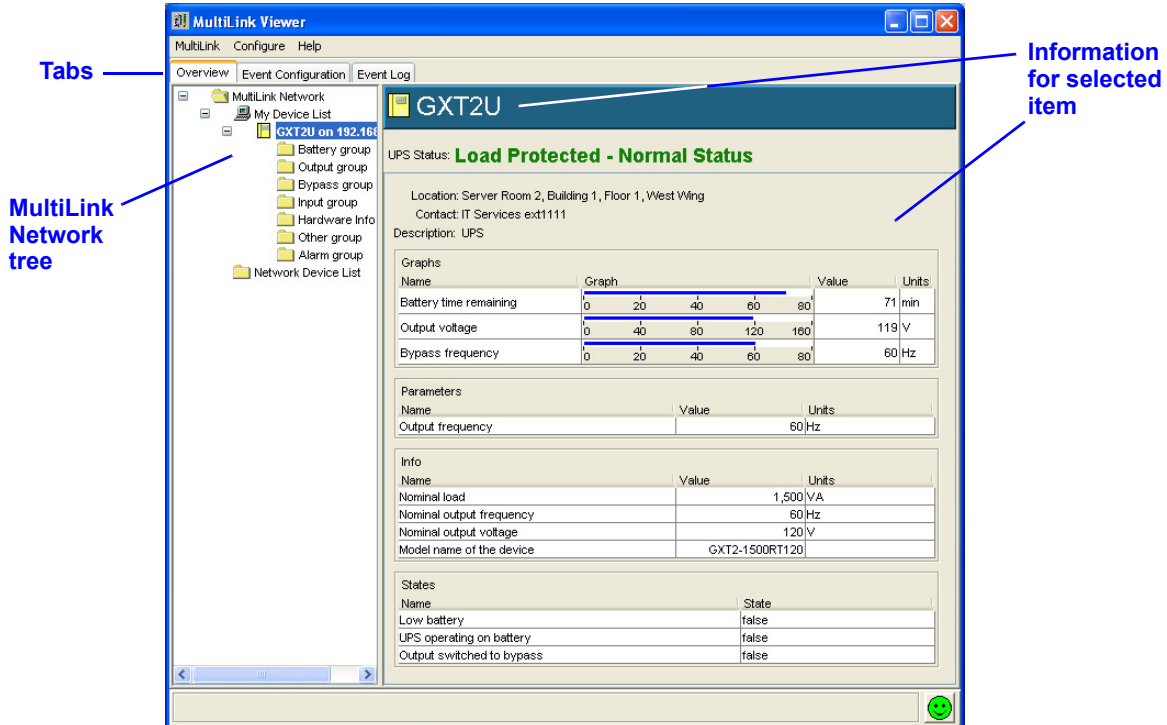 MultiLink Viewer
MultiLink Configure Help
Tabs
Overview Event Configuration Event Log
Information
for selected
item
MultiLink Network
My Device List
GXT2U on 192.168
Battery group
Output group
Bypass group
Input group
Hardware Info
Other group
Alarm group
Network Device List
MultiLink
Network
tree
GXT2U
UPS Status: Load Protected - Normal Status
Location: Server Room 2, Building 1, Floor 1, West Wing
Contact: IT Services ext1111
Description: UPS
Graphs
Name Graph Value Units
Battery time remaining 0 20 40 60 80 71 min
Output voltage 0 40 80 120 160 119 V
Bypass frequency 0 20 40 60 80 60 Hz
Parameters
Name Value Units
Output frequency 60 Hz
Info
Name Value Units
Nominal load 1,500 VA
Nominal output frequency 60 Hz
Nominal output voltage 120 V
Model name of the device GXT2-1500RT120
States
Name State
Low battery false
UPS operating on battery false
Output switched to bypass false